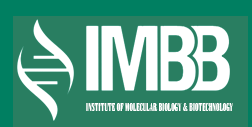 IMBB
INSTITUTE OF MOLECULAR BIOLOGY & BIOTECHNOLOGY